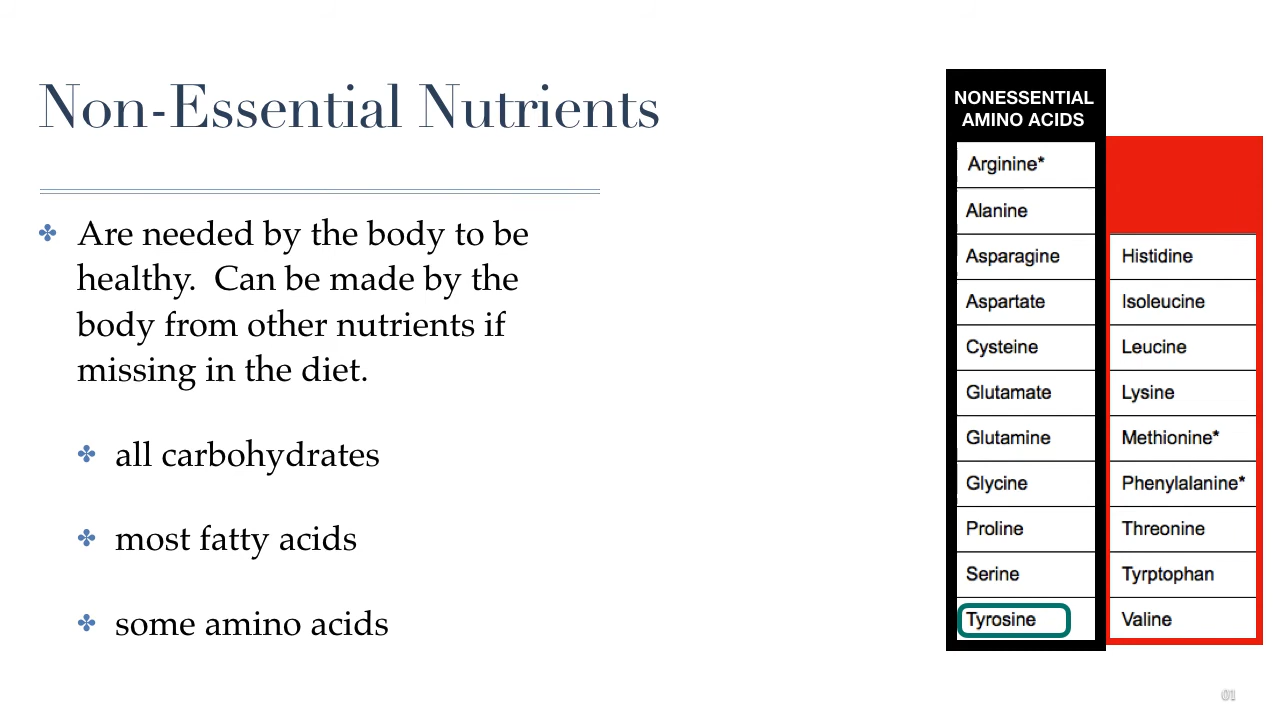 Non-Essential Nutrients
Are needed by the body to be
healthy.  Can be made by the
body from other nutrients if
missing in the diet.
all carbohydrates
most fatty acids
some amino acids
NONESSENTIAL
AMINO ACIDS
Arginine*
Alanine
Asparagine
Aspartate
Cysteine
Glutamate
Glutamine
Glycine
Proline
Serine
Tyrosine
Histidine
Isoleucine
Leucine
Lysine
Methionine*
Phenylalanine*
Threonine
Tyrptophan
Valine
01